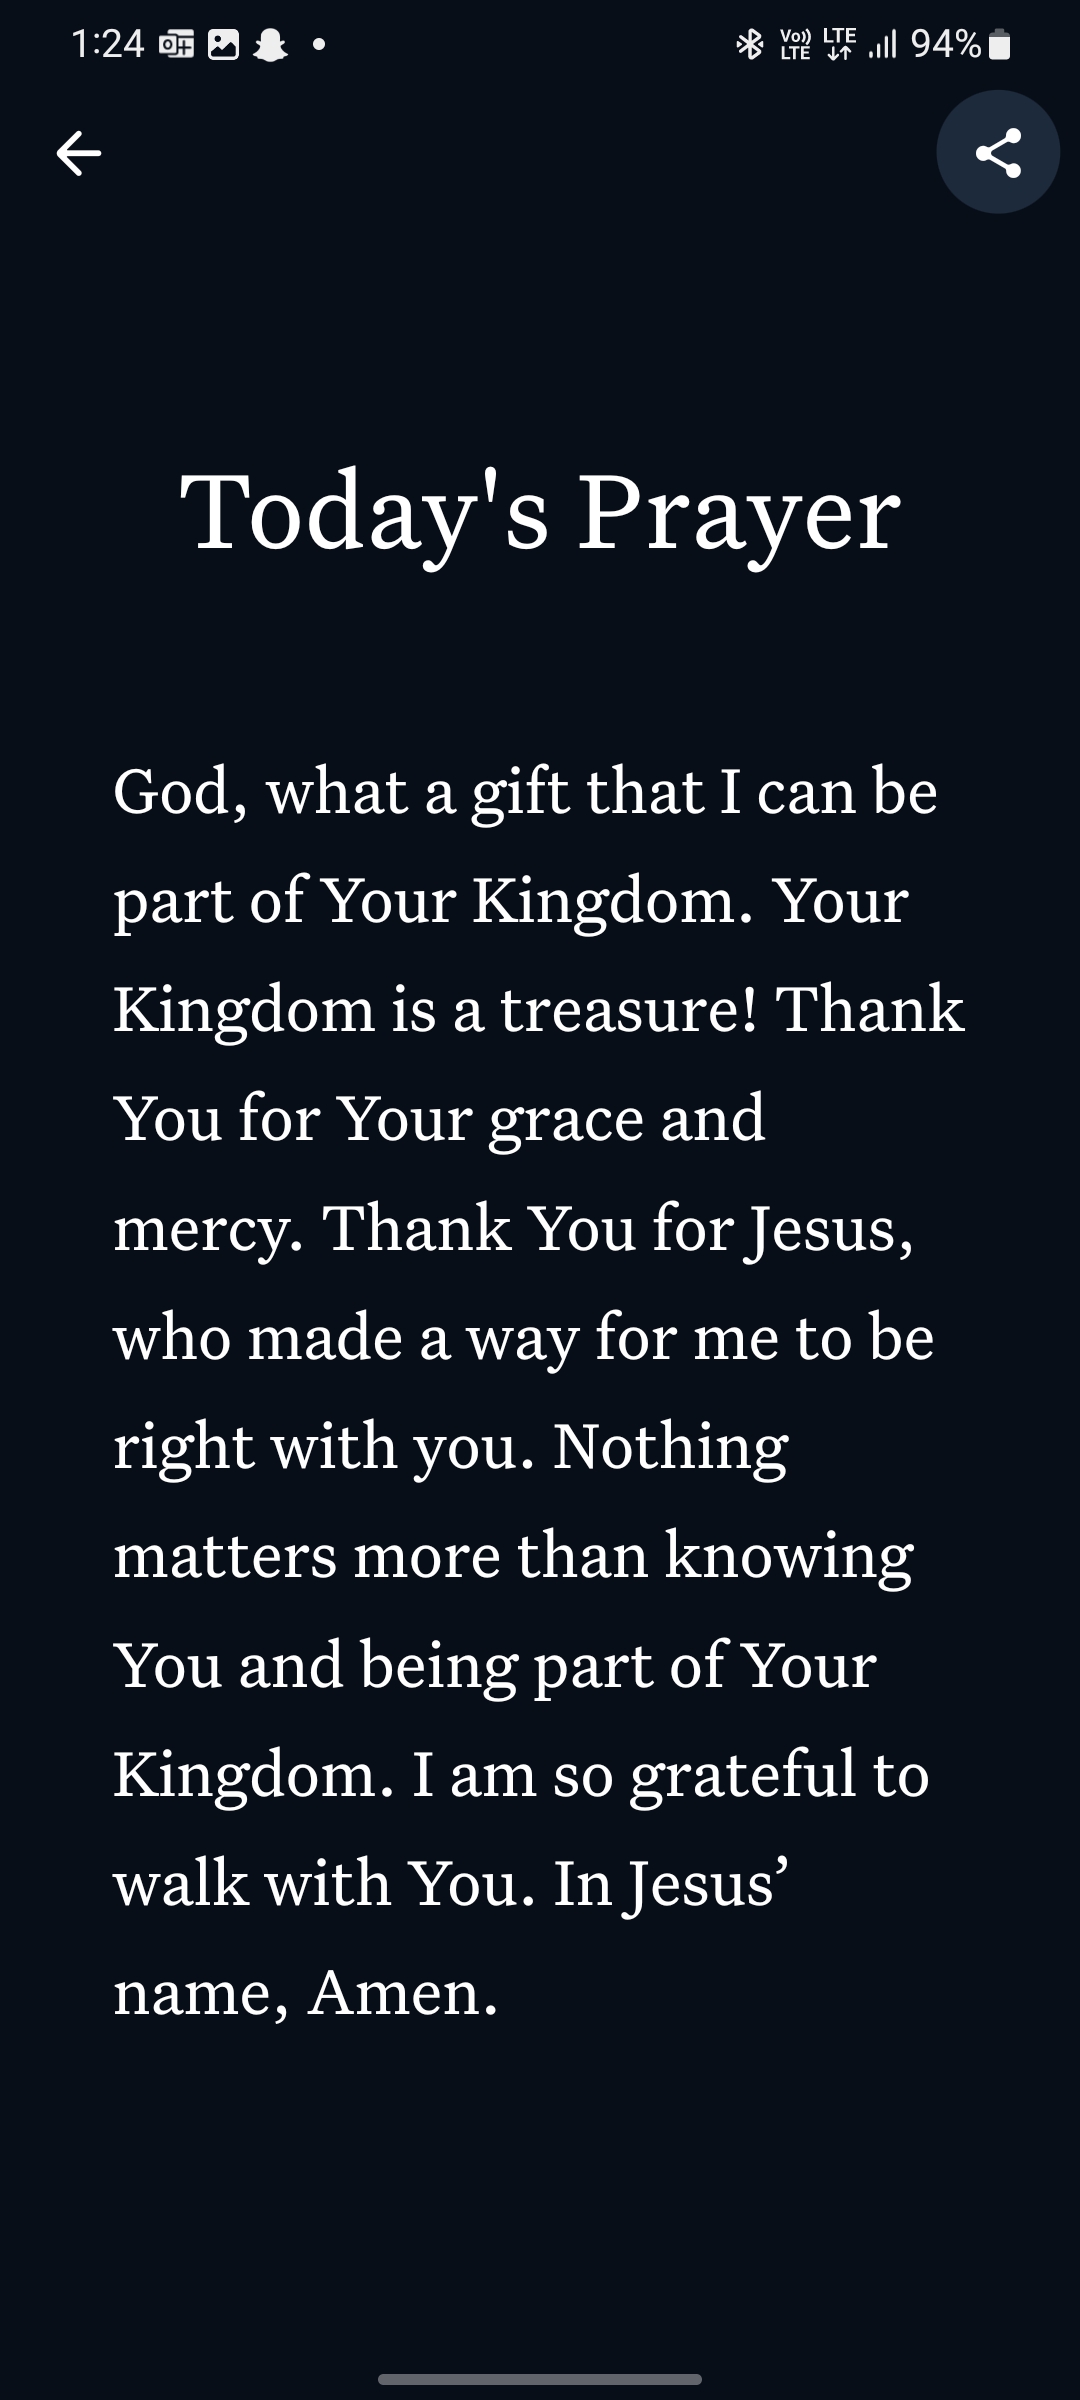 1:24
Vo)) LTE
LTE
94%
Today's Prayer
God, what a gift that I can be
part of Your Kingdom. Your
Kingdom is a treasure! Thank
You for Your grace and
mercy. Thank You for Jesus,
who made a way for me to be
right with you. Nothing
matters more than knowing
You and being part of Your
Kingdom. I am so grateful to
walk with You. In Jesus’
name, Amen.